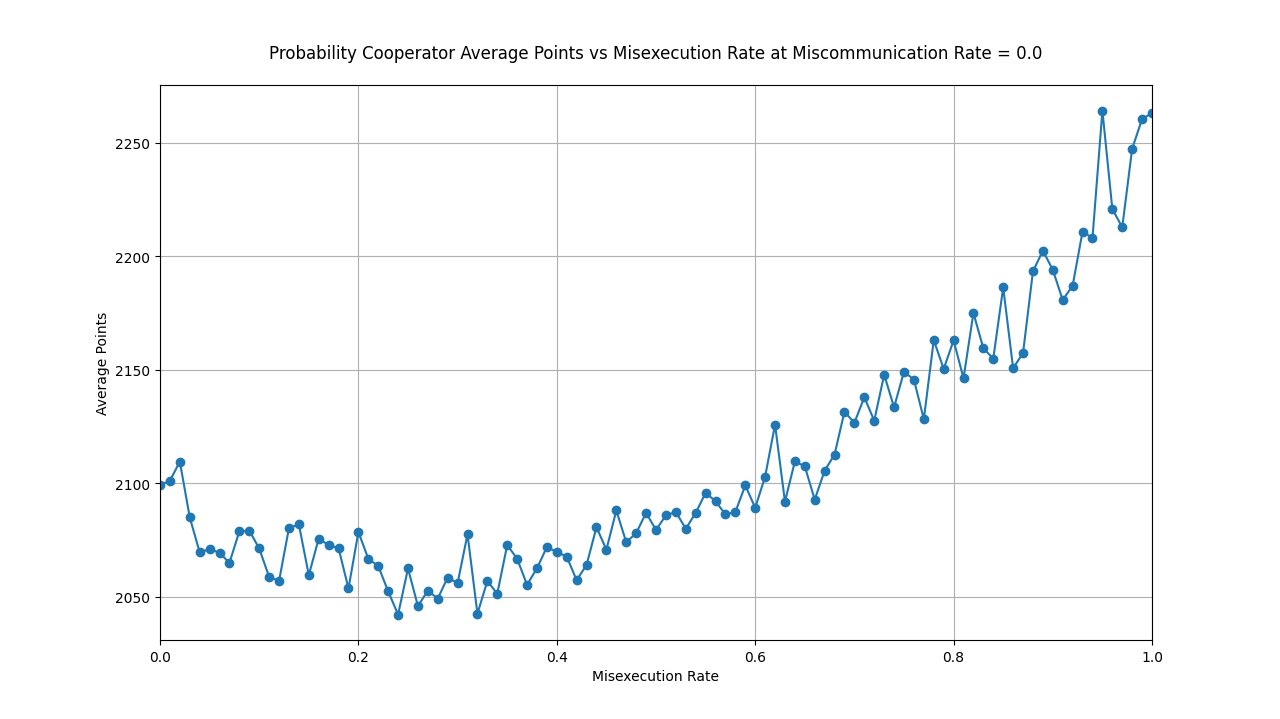 Probability Cooperator Average Points vs Misexecution Rate at Miscommunication Rate = 0.0
Average Points
2250
2200
2150
2100
2050
0.0 0.2 0.4 0.6 0.8 1.0
Misexecution Rate